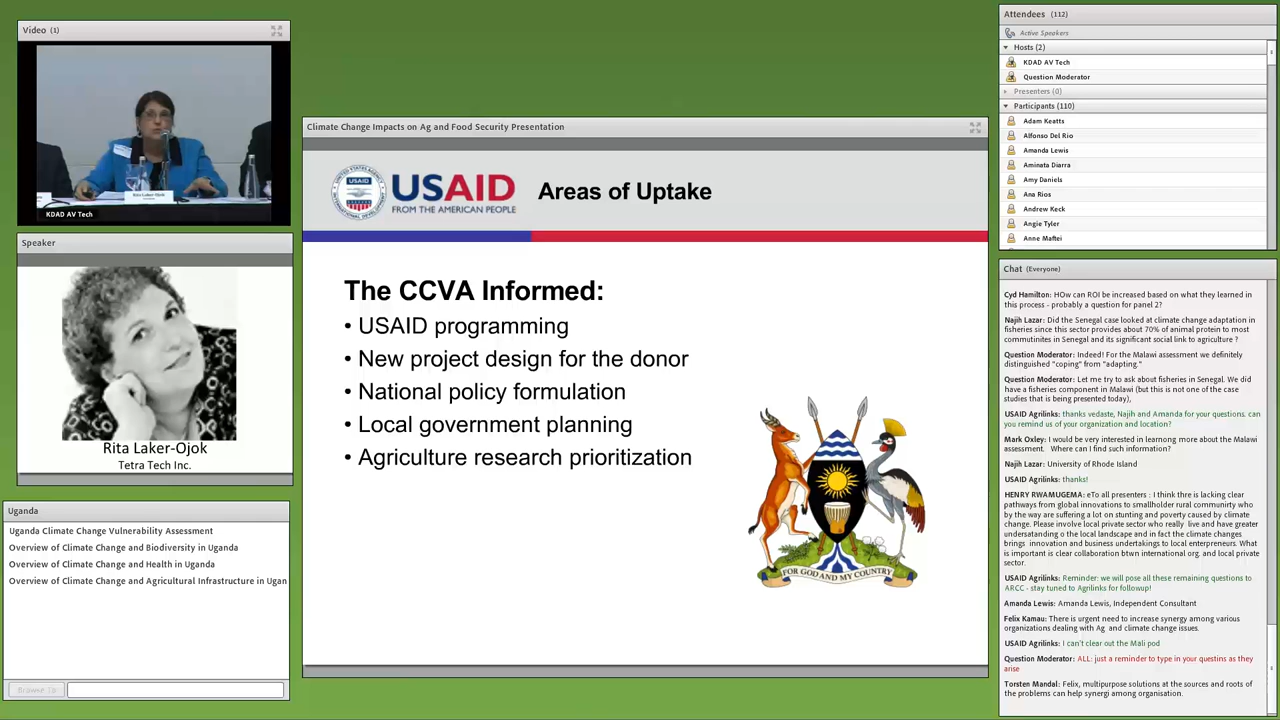 Video (1)
KDAD AV Tech
Rita Laker-Ojok
Speaker
Rita Laker-Ojok
Tetra Tech Inc.
Uganda
Uganda Climate Change Vulnerability Assessment
Overview of Climate Change and Biodiversity in Uganda
Overview of Climate Change and Health in Uganda
Overview of Climate Change and Agricultural Infrastructure in Ugan
Browse To
Climate Change Impacts on Ag and Food Security Presentation
USAID
USAID
FROM THE AMERICAN PEOPLE
Areas of Uptake
The CCVA Informed:
• USAID programming
• New project design for the donor
• National policy formulation
• Local government planning
• Agriculture research prioritization
FOR GOD AND MY COUNTRY
Attendees (112)
Active Speakers
Hosts (2)
KDAD AV Tech
Question Moderator
Presenters (0)
Participants (110)
Adam Keatts
Alfonso Del Rio
Amanda Lewis
Aminata Diarra
Amy Daniels
Ana Rios
Andrew Keck
Angie Tyler
Anne Maftei
Chat (Everyone)
Cyd Hamilton: HOw can ROI be increased based on what they learned in
this process - probably a question for panel 2?
Najih Lazar: Did the Senegal case looked at climate change adaptation in
fisheries since this sector provides about 70% of animal protein to most
commutinites in Senegal and its significant social link to agriculture ?
Question Moderator: Indeed! For the Malawi assessment we definitely
distinguished "coping" from "adapting."
Question Moderator: Let me try to ask about fisheries in Senegal. We did
have a fisheries component in Malawi (but this is not one of the case
studies that is being presented today),
USAID Agrilinks: thanks vedaste, Najih and Amanda for your questions. can
you remind us of your organization and location?
Mark Oxley: I would be very interested in learnong more about the Malawi
assessment. Where can I find such information?
Najih Lazar: University of Rhode Island
USAID Agrilinks: thanks!
HENRY RWAMUGEMA: eTo all presenters : I think thre is lacking clear
pathways from global innovations to smallholder rural communirty who
by the way are suffering a lot on stunting and poverty caused by climate
change. Please involve local private sector who really live and have greater
undersatanding o the local landscape and in fact the climate changes
brings innovation and business undertakings to local enterpreneurs. What
is important is clear collaboration btwn international org. and local private
sector.
USAID Agrilinks: Reminder: we will pose all these remaining questions to
ARCC - stay tuned to Agrilinks for followup!
Amanda Lewis: Amanda Lewis, Independent Consultant
Felix Kamau: There is urgent need to increase synergy among various
organizations dealing with Ag and climate change issues.
USAID Agrilinks: I can't clear out the Mali pod
Question Moderator: ALL: just a reminder to type in your questins as they
arise
Torsten Mandal: Felix, multipurpose solutions at the sources and roots of
the problems can help synergi among organisation.